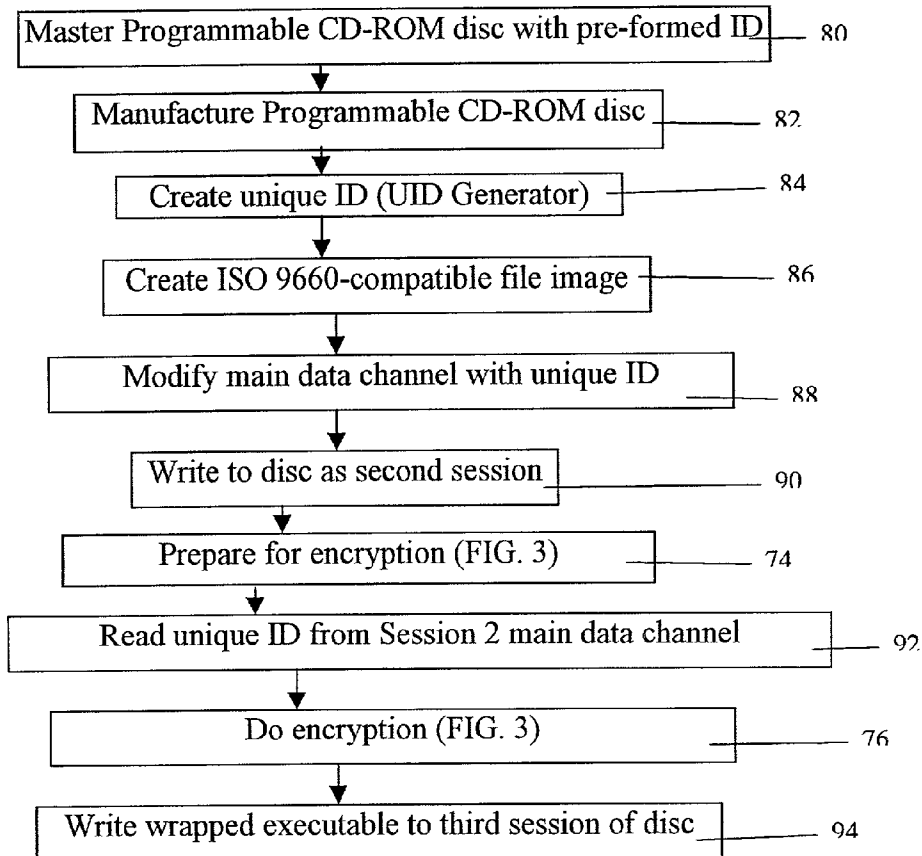 Master Programmable CD-ROM disc with pre-formed ID 80
Manufacture Programmable CD-ROM disc 82
Create unique ID (UID Generator) 84
Create ISO 9660-compatible file image 86
Modify main data channel with unique ID 88
Write to disc as second session 90
Prepare for encryption (FIG. 3) 74
Read unique ID from Session 2 main data channel 92
Do encryption (FIG. 3) 76
Write wrapped executable to third session of disc 94